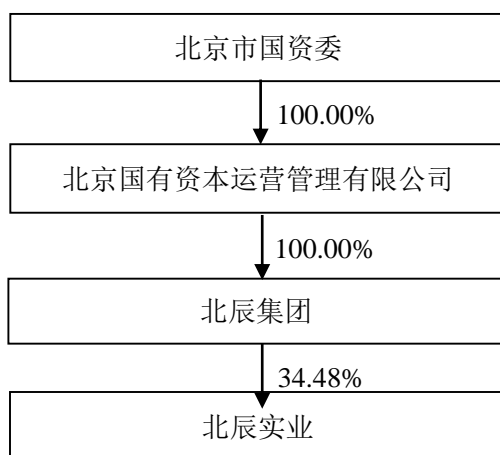 北京市国资委
100.00%
北京国有资本运营管理有限公司
100.00%
北辰集团
34.48%
北辰实业